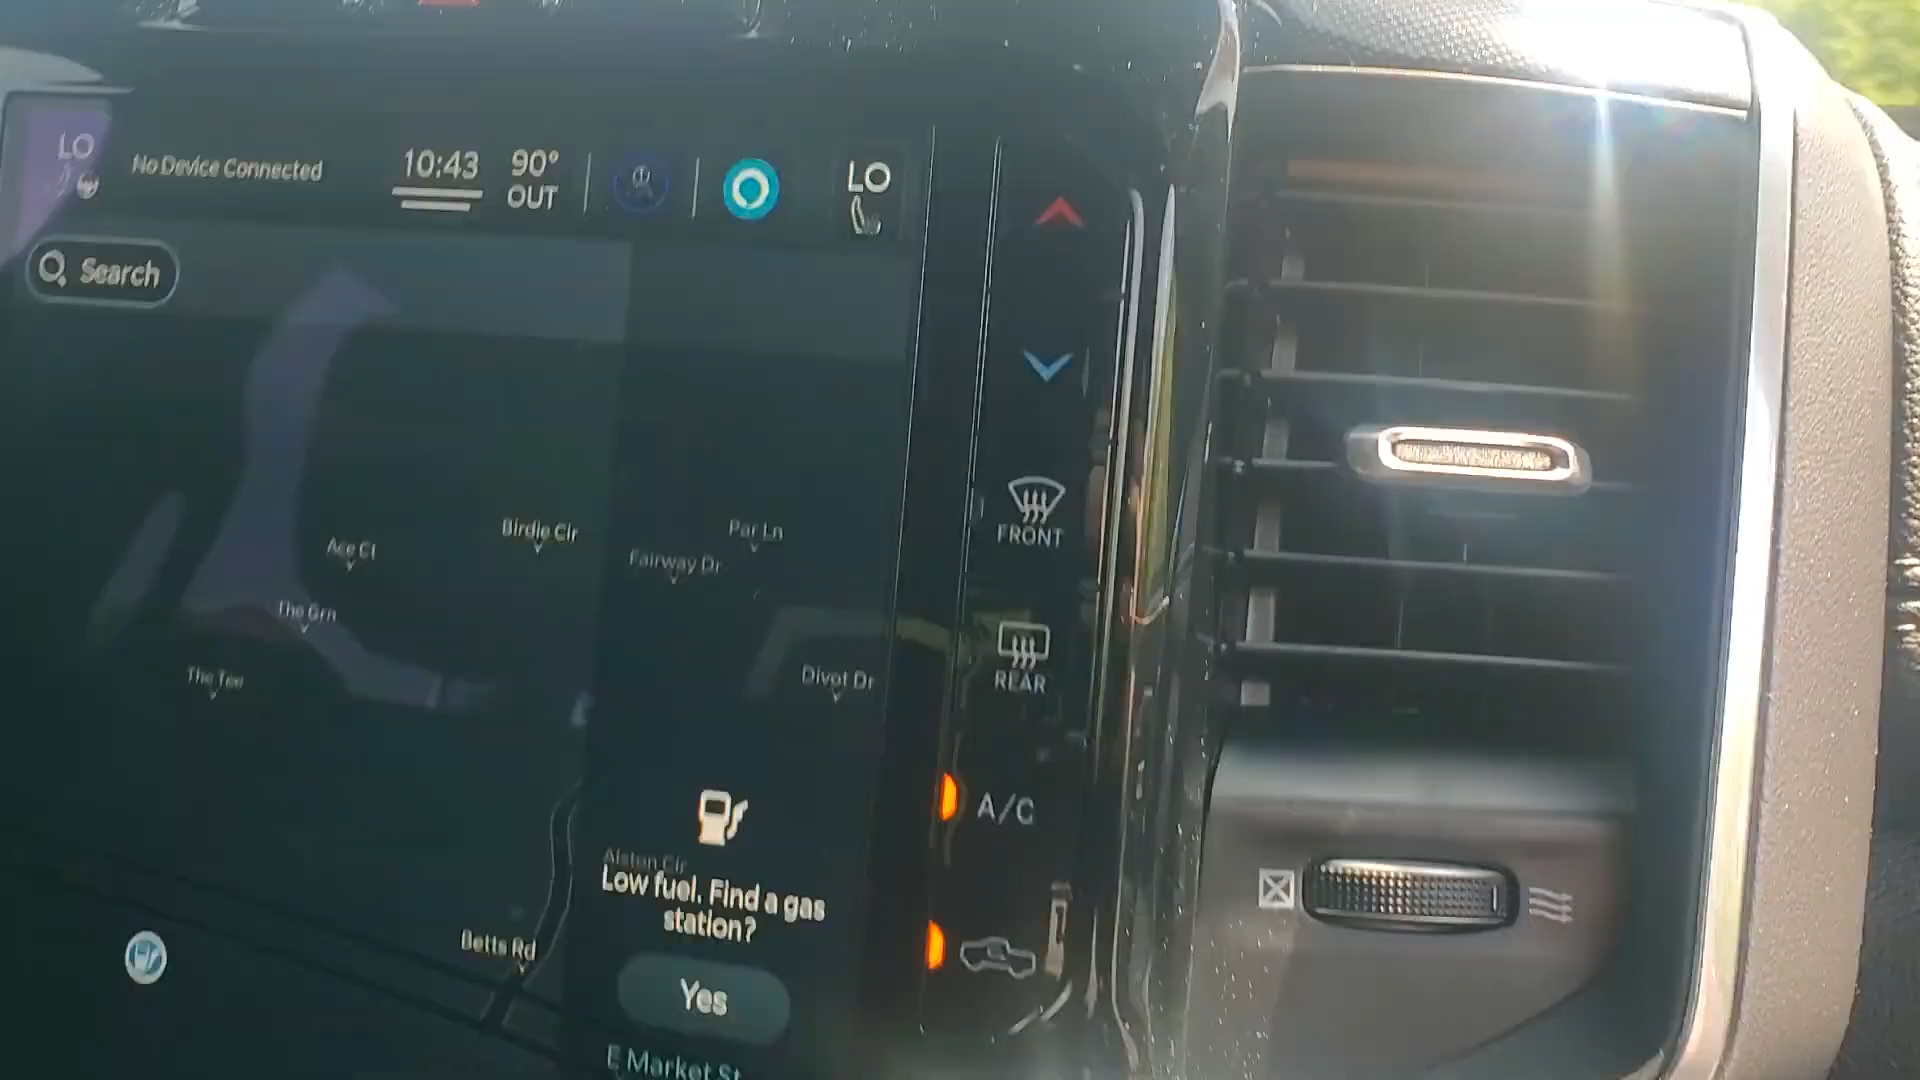 LO
No Device Connected
10:43
90°
OUT
LO
Search
FRONT
Birdie Cir
Par Ln
Ace Ct
Fairway Dr
The Grn
REAR
The Tee
Divot Dr
A/C
Alston Cir
Low fuel. Find a gas
station?
Betts Rd
Yes
E Market St